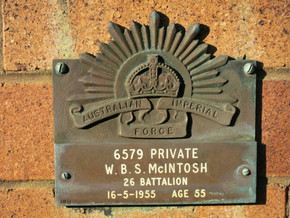 AUSTRALIAN IMPERIAL
FORCE
6579 PRIVATE
W.B.S. McINTOSH
26 BATTALION
16-5-1955 AGE 55